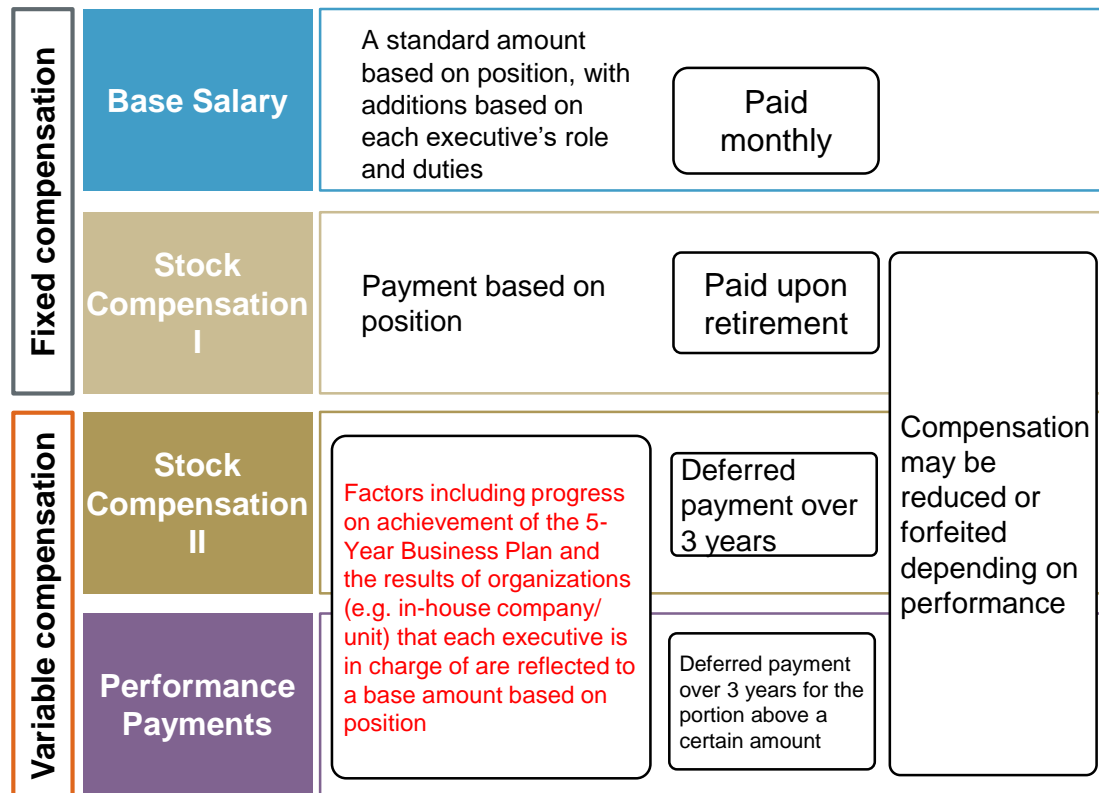 Fixed compensation
Base Salary
A standard amount
based on position, with
additions based on
each executive's role
and duties
Paid
monthly
Stock
Compensation
I
Payment based on
position
Paid upon
retirement
Compensation
may be
reduced or
forfeited
depending on
performance
Variable compensation
Stock
Compensation
II
Factors including progress
on achievement of the 5-
Year Business Plan and
the results of organizations
(e.g. in-house company/
unit) that each executive is
in charge of are reflected to
a base amount based on
position
Deferred
payment over
3 years
Performance
Payments
Deferred payment
over 3 years for the
portion above a
certain amount